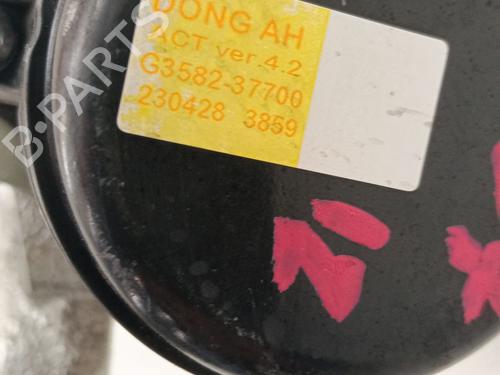 DONG AH
ACT ver.4.2
G3582-37700
230428 3859
B-PARTS